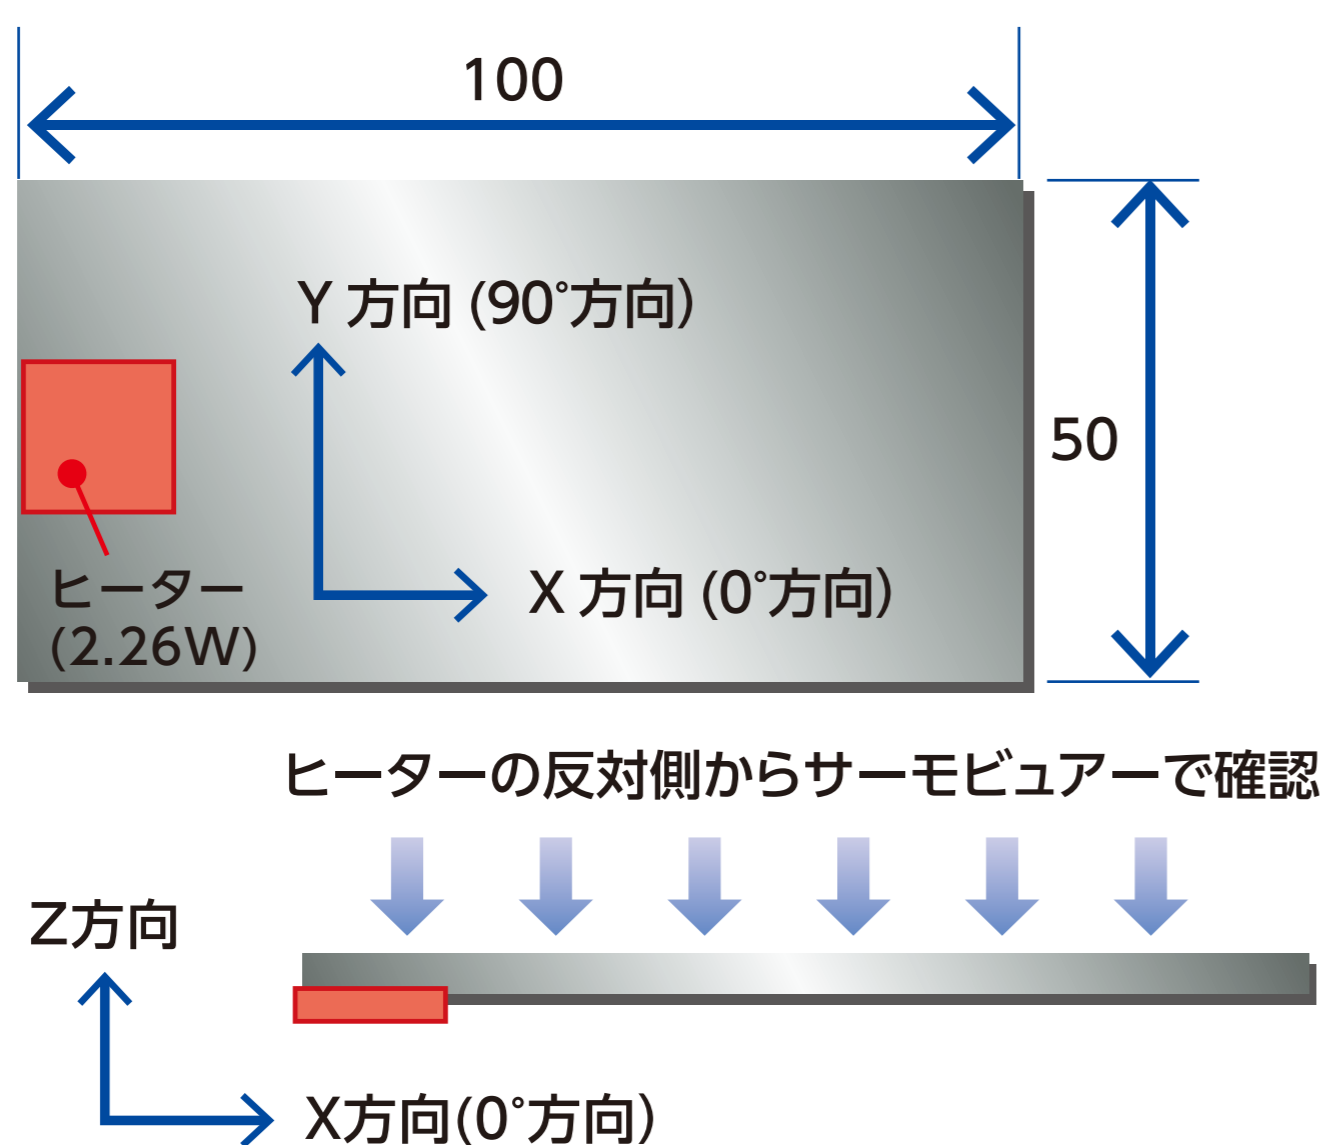 100
Y 方向 (90°方向)
50
X 方向 (0°方向)
ヒーター
(2.26W)
ヒーターの反対側からサーモビュアーで確認
Z方向
X方向(0°方向)